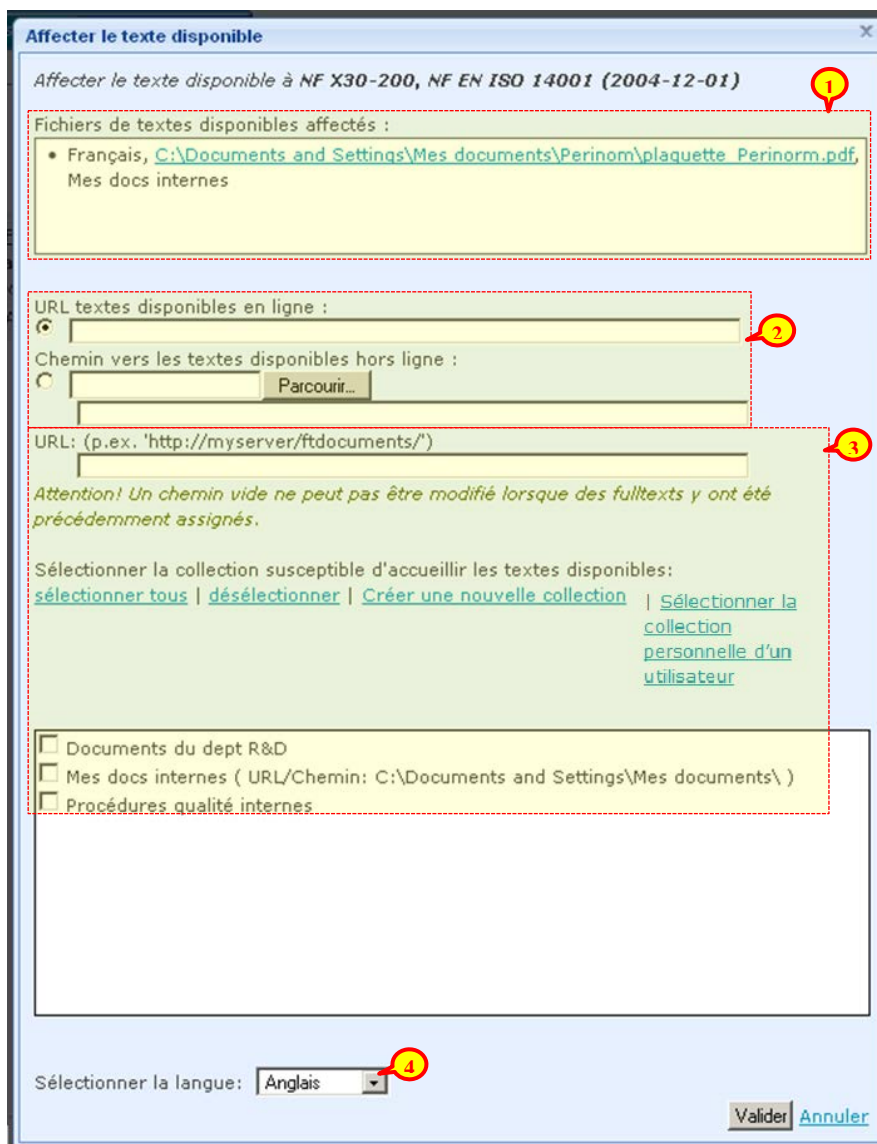 Affecter le texte disponible
Affecter le texte disponible à NF X30-200, NF EN ISO 14001 (2004-12-01)
1
Fichiers de textes disponibles affectés :
• Français, C:\Documents and Settings\Mes documents\Perinom\plaquette_Perinorm.pdf,
Mes docs internes
URL textes disponibles en ligne :
2
Chemin vers les textes disponibles hors ligne :
Parcourir...
URL: (p.ex. 'http://myserver/ftdocuments/')
3
Attention! Un chemin vide ne peut pas être modifié lorsque des fulltexts y ont été
précédemment assignés.
Sélectionner la collection susceptible d'accueillir les textes disponibles:
sélectionner tous | désélectionner | Créer une nouvelle collection | Sélectionner la
collection
personnelle d'un
utilisateur
Documents du dept R&D
Mes docs internes ( URL/Chemin: C:\Documents and Settings\Mes documents\ )
Procédures qualité internes
4
Sélectionner la langue: Anglais
Valider Annuler